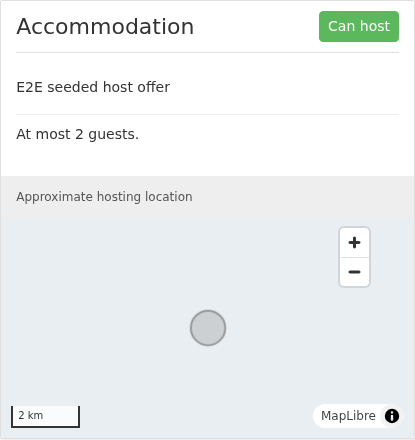 Accommodation
Can host
E2E seeded host offer
At most 2 guests.
Approximate hosting location
2 km
MapLibre